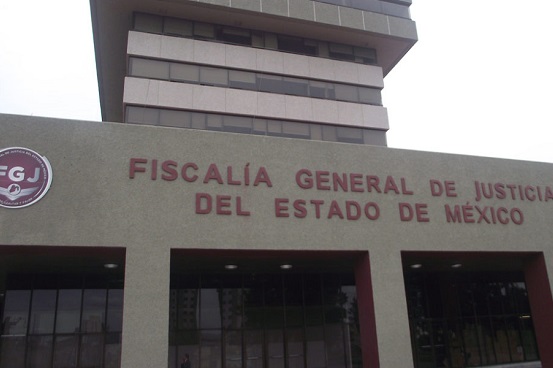 FGJ
FISCALÍA GENERAL DE JUSTICIA
DEL ESTADO DE MÉXICO